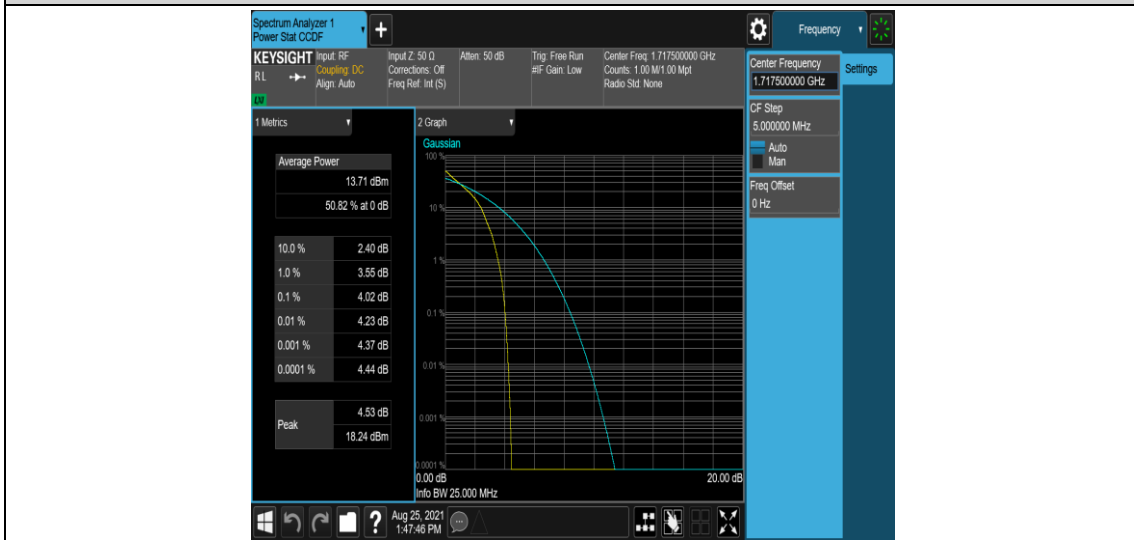 Spectrum Analyzer 1
Power Stat CCDF
+
Frequency
KEYSIGHT
RL
LXI
Input: RF
Coupling: DC
Align: Auto
Input Z: 50 Ω
Corrections: Off
Freq Ref: Int (S)
Atten: 50 dB
Trig: Free Run
#IF Gain: Low
Center Freq: 1.717500000 GHz
Counts: 1.00 M/1.00 Mpt
Radio Std: None
Center Frequency
1.717500000 GHz
Settings
CF Step
5.000000 MHz
Auto
Man
Freq Offset
0 Hz
1 Metrics
Average Power
13.71 dBm
50.82 % at 0 dB
10.0 % 2.40 dB
1.0 % 3.55 dB
0.1 % 4.02 dB
0.01 % 4.23 dB
0.001 % 4.37 dB
0.0001 % 4.44 dB
Peak
4.53 dB
18.24 dBm
2 Graph
Gaussian
100 %
10 %
1 %
0.1 %
0.01 %
0.001 %
0.0001 %
0.00 dB 20.00 dB
Info BW 25.000 MHz
?
Aug 25, 2021
1:47:46 PM